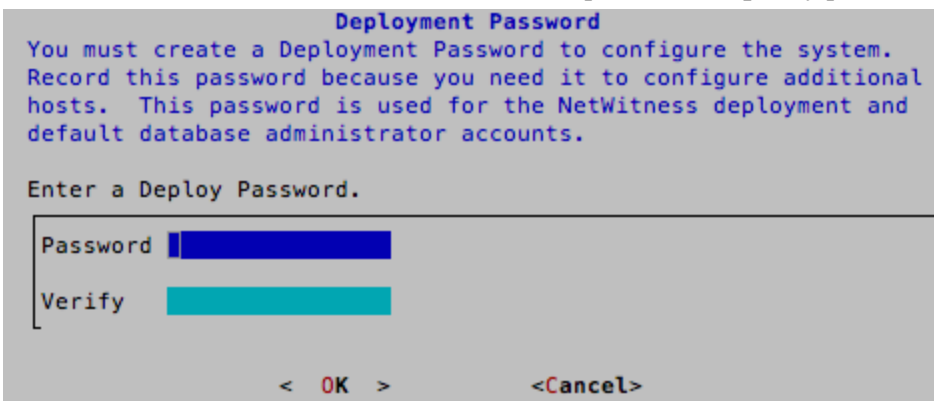 Deployment Password
You must create a Deployment Password to configure the system.
Record this password because you need it to configure additional
hosts.  This password is used for the NetWitness deployment and
default database administrator accounts.
Enter a Deploy Password.
Password
Verify
<  OK  >  <Cancel>